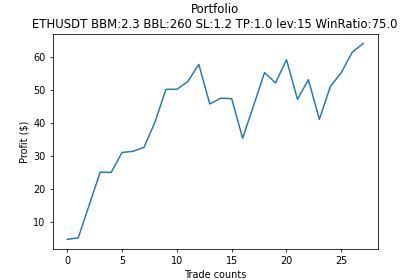 Portfolio
ETHUSDT BBM:2.3 BBL:260 SL:1.2 TP:1.0 lev:15 WinRatio:75.0
60
50
40
30
20
10
Profit ($)
0 5 10 15 20 25
Trade counts